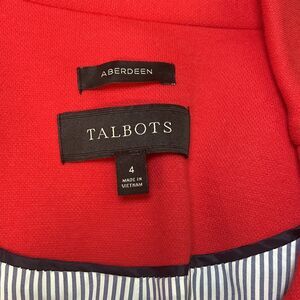 ABERDEEN
TALBOTS
4
MADE IN
VIETNAM